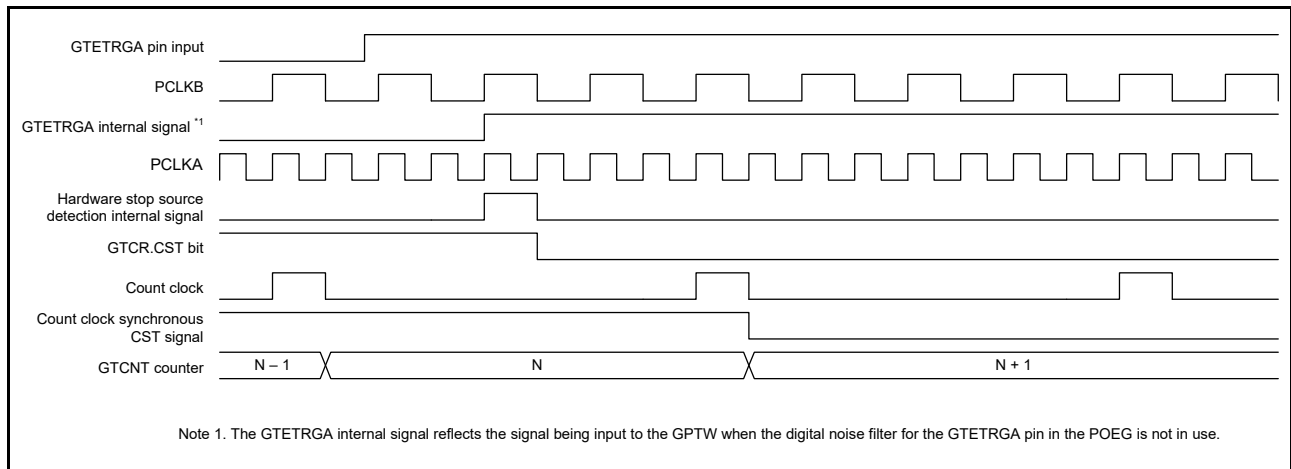 GTETRGA pin input
PCLKB
GTETRGA internal signal *1
PCLKA
Hardware stop source
detection internal signal
GTCR.CST bit
Count clock
Count clock synchronous
CST signal
GTCNT counter
N – 1
N
N + 1
Note 1. The GTETRGA internal signal reflects the signal being input to the GPTW when the digital noise filter for the GTETRGA pin in the POEG is not in use.